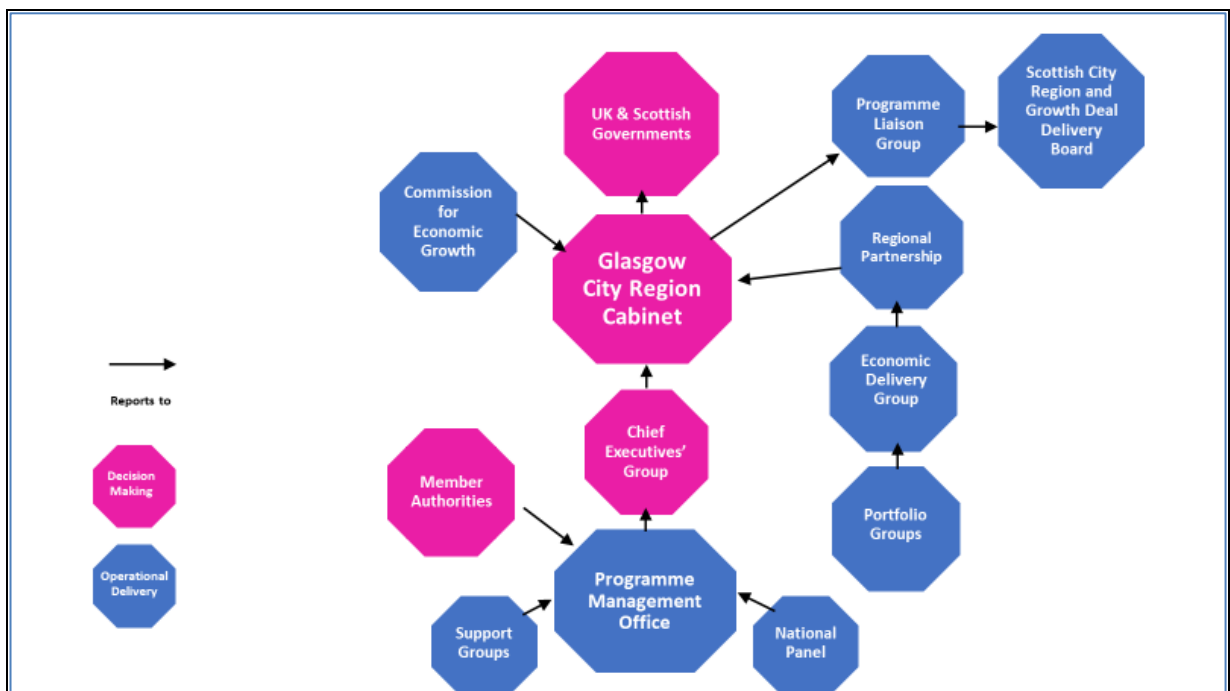 UK & Scottish
Governments
Programme
Liaison
Group
Scottish City
Region and
Growth Deal
Delivery
Board
Commission
for
Economic
Growth
Glasgow
City Region
Cabinet
Regional
Partnership
Economic
Delivery
Group
Reports to
Chief
Executives'
Group
Decision
Making
Member
Authorities
Portfolio
Groups
Operational
Delivery
Programme
Management
Office
Support
Groups
National
Panel